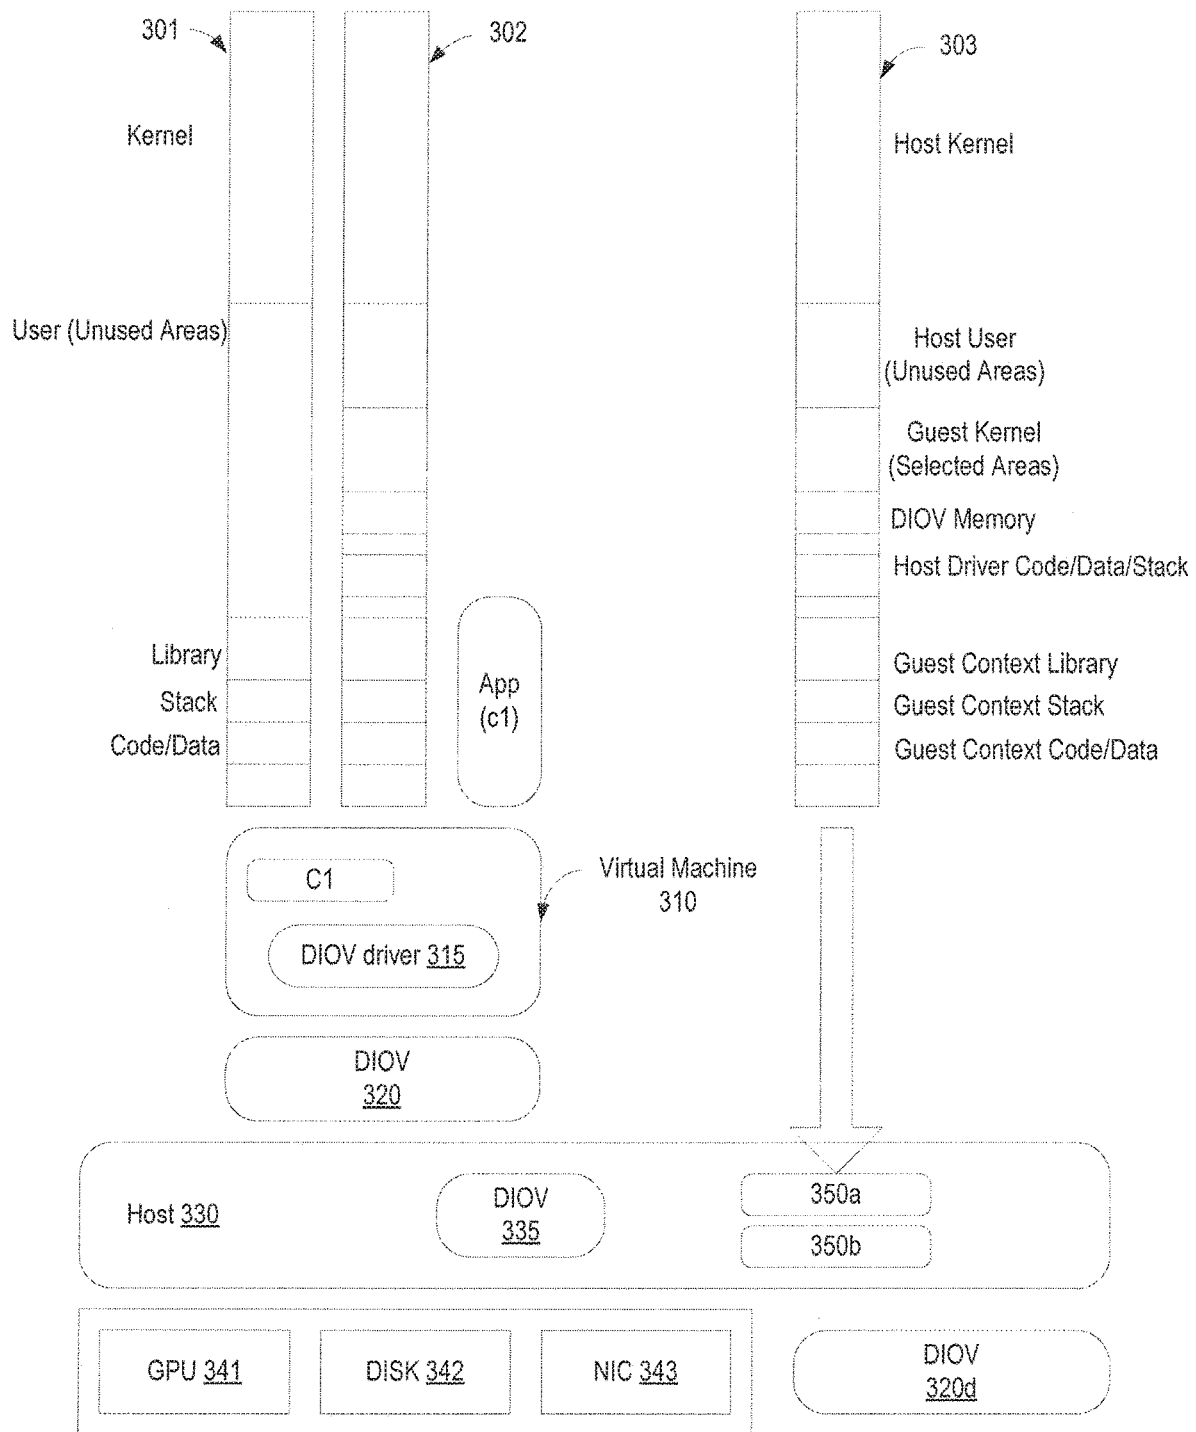 301
302
303
Kernel
Host Kernel
User (Unused Areas)
Host User
(Unused Areas)
Guest Kernel
(Selected Areas)
DIOV Memory
Host Driver Code/Data/Stack
Library
App
(c1)
Guest Context Library
Stack
Guest Context Stack
Code/Data
Guest Context Code/Data
C1
Virtual Machine
310
DIOV driver 315
DIOV
320
Host 330
DIOV
335
350a
350b
GPU 341
DISK 342
NIC 343
DIOV
320d